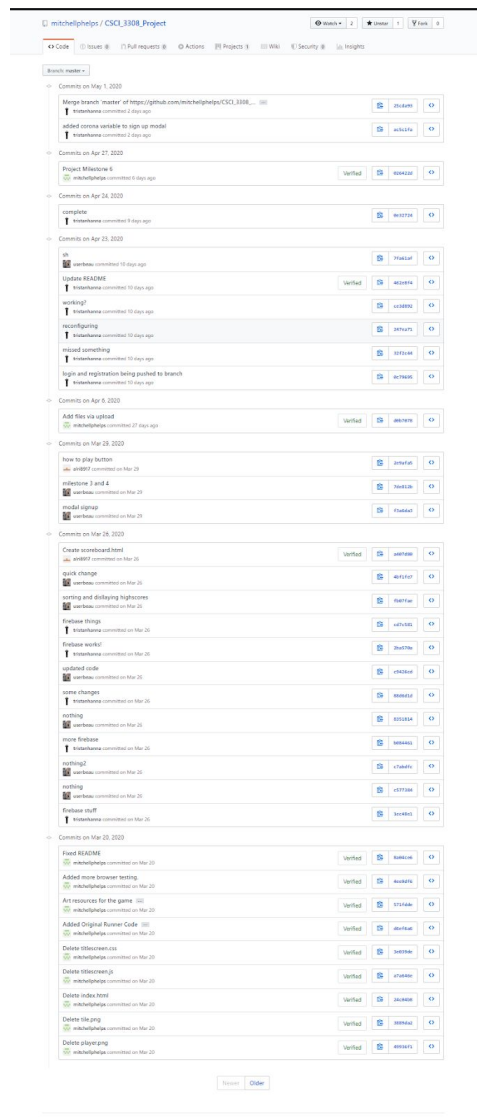 mitchellphelps / CSCI_3308_Project
Watch 2 Unstar 1 Fork 0
Code Issues 0 Pull requests 0 Actions Projects 1 Wiki Security 0 Insights
Branch: master
Commits on May 1, 2020
Merge branch 'master' of https://github.com/mitchellphelps/CSCI_3308_...
tristanhanna committed 2 days ago
added corona variable to sign up modal
tristanhanna committed 2 days ago
Commits on Apr 27, 2020
Project Milestone 6
Verified
mitchellphelps committed 6 days ago
Commits on Apr 24, 2020
complete
tristanhanna committed 9 days ago
Commits on Apr 23, 2020
sh
userbeau committed 10 days ago
Update README
Verified
tristanhanna committed 10 days ago
working?
tristanhanna committed 10 days ago
reconfiguring
tristanhanna committed 10 days ago
missed something
tristanhanna committed 10 days ago
login and registration being pushed to branch
tristanhanna committed 10 days ago
Commits on Apr 6, 2020
Add files via upload
Verified
mitchellphelps committed 27 days ago
Commits on Mar 29, 2020
how to play button
committed on Mar 29
milestone 3 and 4
userbeau committed on Mar 29
modal signup
userbeau committed on Mar 29
Commits on Mar 26, 2020
Create scoreboard.html
Verified
committed on Mar 26
quick change
userbeau committed on Mar 26
sorting and dislaying highscores
userbeau committed on Mar 26
firebase things
tristanhanna committed on Mar 26
firebase works!
tristanhanna committed on Mar 26
updated code
userbeau committed on Mar 26
some changes
tristanhanna committed on Mar 26
nothing
userbeau committed on Mar 26
more firebase
tristanhanna committed on Mar 26
nothing2
userbeau committed on Mar 26
nothing
userbeau committed on Mar 26
firebase stuff
tristanhanna committed on Mar 26
Commits on Mar 20, 2020
Fixed README
Verified
mitchellphelps committed on Mar 20
Added more browser testing.
Verified
mitchellphelps committed on Mar 20
Art resources for the game
Verified
mitchellphelps committed on Mar 20
Added Original Runner Code
Verified
mitchellphelps committed on Mar 20
Delete titlescreen.css
Verified
mitchellphelps committed on Mar 20
Delete titlescreen.js
Verified
mitchellphelps committed on Mar 20
Delete index.html
Verified
mitchellphelps committed on Mar 20
Delete tile.png
Verified
mitchellphelps committed on Mar 20
Delete player.png
Verified
mitchellphelps committed on Mar 20
Newer Older